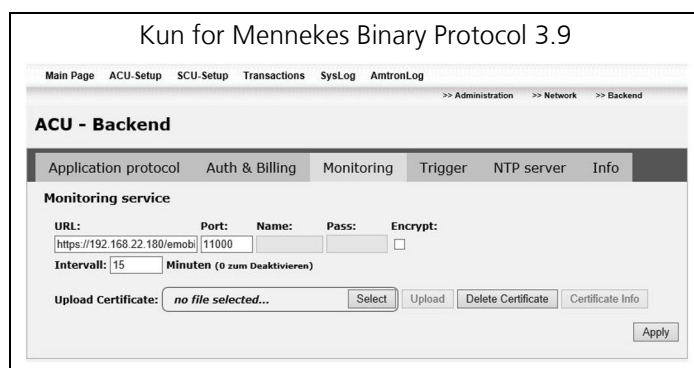 Kun for Mennekes Binary Protocol 3.9
Main Page ACU-Setup SCU-Setup Transactions SysLog AmtronLog
>> Administration >> Network >> Backend
ACU - Backend
Application protocol Auth & Billing Monitoring Trigger NTP server Info
Monitoring service
URL: Port: Name: Pass: Encrypt:
https://192.168.22.180/emobi 11000
Intervall: 15 Minuten (0 zum Deaktivieren)
Upload Certificate: no file selected... Select Upload Delete Certificate Certificate Info
Apply